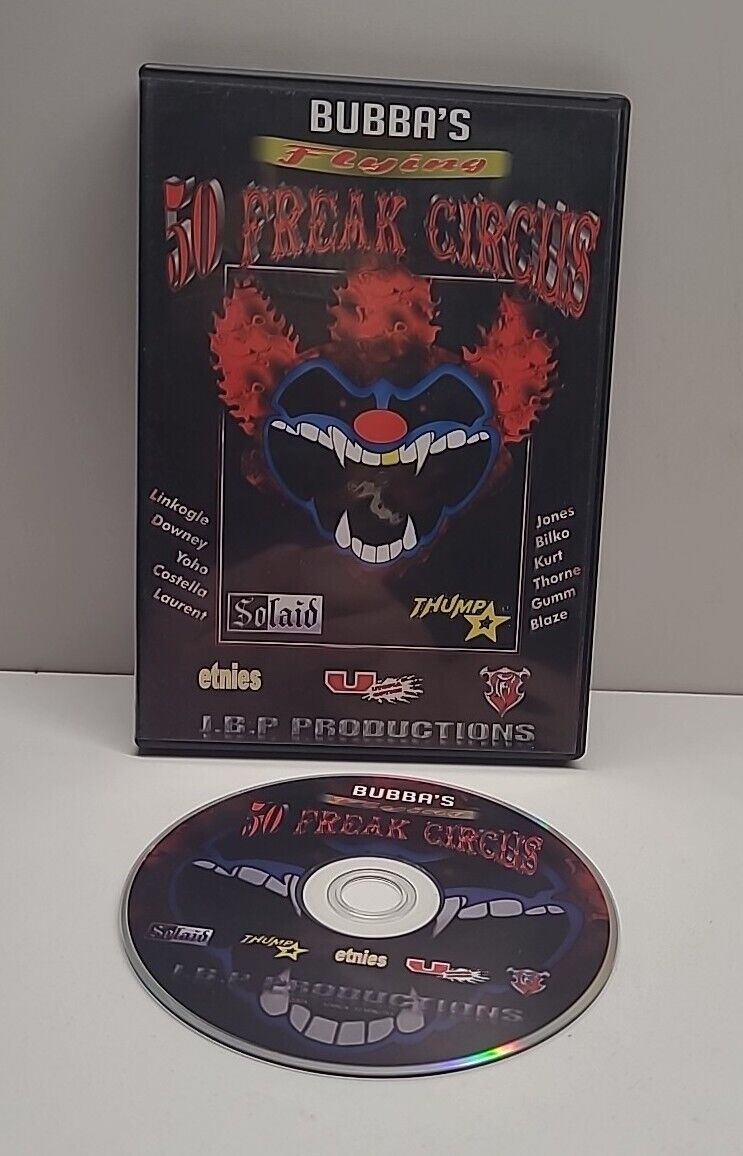 BUBBA'S
Flying
50 FREAK CIRCUS
Linkogle
Downey
Yoho
Costella
Laurent
Jones
Bilko
Kurt
Thorne
Gumm
Blaze
Solaid
THUMP
etnies
U
J.B.P PRODUCTIONS
BUBBA'S
Flying
50 FREAK CIRCUS
Solaid
THUMP
etnies
U
J.B.P PRODUCTIONS